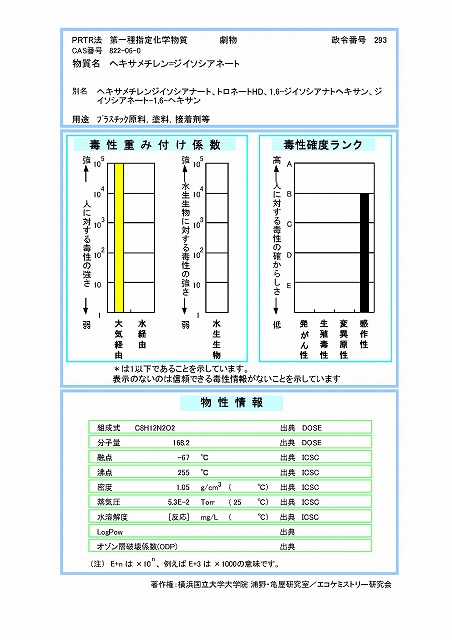 PRTR法 第一種指定化学物質 劇物 政令番号 293
CAS番号 822-06-0
物質名 ヘキサメチレン=ジイソシアネート
別名 ヘキサメチレンジイソシアナート、トロネートHD、1,6-ジイソシアナトヘキサン、ジ
イソシアネート-1,6-ヘキサン
用途 プラスチック原料, 塗料, 接着剤等
毒性重み付け係数
強
人に対する毒性の強さ
弱
10^5
10^4
10^3
10^2
10
1
大気経由
水経由
強
水生生物に対する毒性の強さ
弱
10^5
10^4
10^3
10^2
10
1
水生生物
毒性確度ランク
高
人に対する毒性の確からしさ
低
A
B
C
D
E
発がん性
生殖毒性
変異原性
感作性
*は1以下であることを示しています。
表示のないのは信頼できる毒性情報がないことを示しています
物性情報
組成式 C8H12N2O2 出典 DOSE
分子量 168.2 出典 DOSE
融点 -67 ℃ 出典 ICSC
沸点 255 ℃ 出典 ICSC
密度 1.05 g/cm3 ( ℃) 出典 ICSC
蒸気圧 5.3E-2 Torr (25 ℃) 出典 ICSC
水溶解度 [反応] mg/L ( ℃) 出典 ICSC
LogPow 出典
オゾン層破壊係数(ODP) 出典
(注) E+n は ×10^n、例えば E+3 は ×1000の意味です。
著作権:横浜国立大学大学院 浦野・亀屋研究室/エコケミストリー研究会